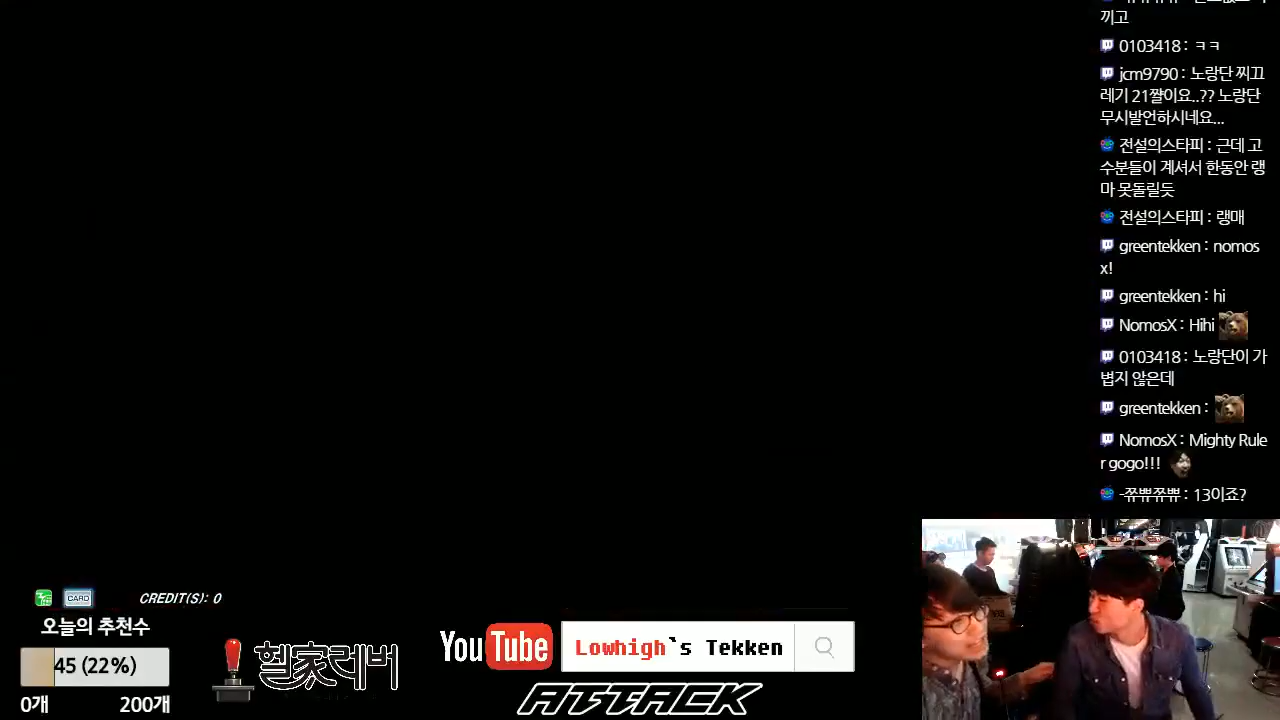 끼고
0103418 : ㅋㅋ
jcm9790 : 노랑단 찌끄
레기 21짤이요..?? 노랑단
무시발언하시네요...
전설의스타피 : 근데 고
수분들이 계셔서 한동안 랭
마 못돌릴듯
전설의스타피 : 랭매
greentekken : nomos
x!
greentekken : hi
NomosX : Hihi
0103418 : 노랑단이 가
볍지 않은데
greentekken :
NomosX : Mighty Rule
r gogo!!!
-쮸쀼쮸쀼 : 13이죠?
CARD CREDIT(S): 0
오늘의 추천수
45 (22%)
0개 200개
헬家레버
YouTube Lowhigh`s Tekken
ATTACK